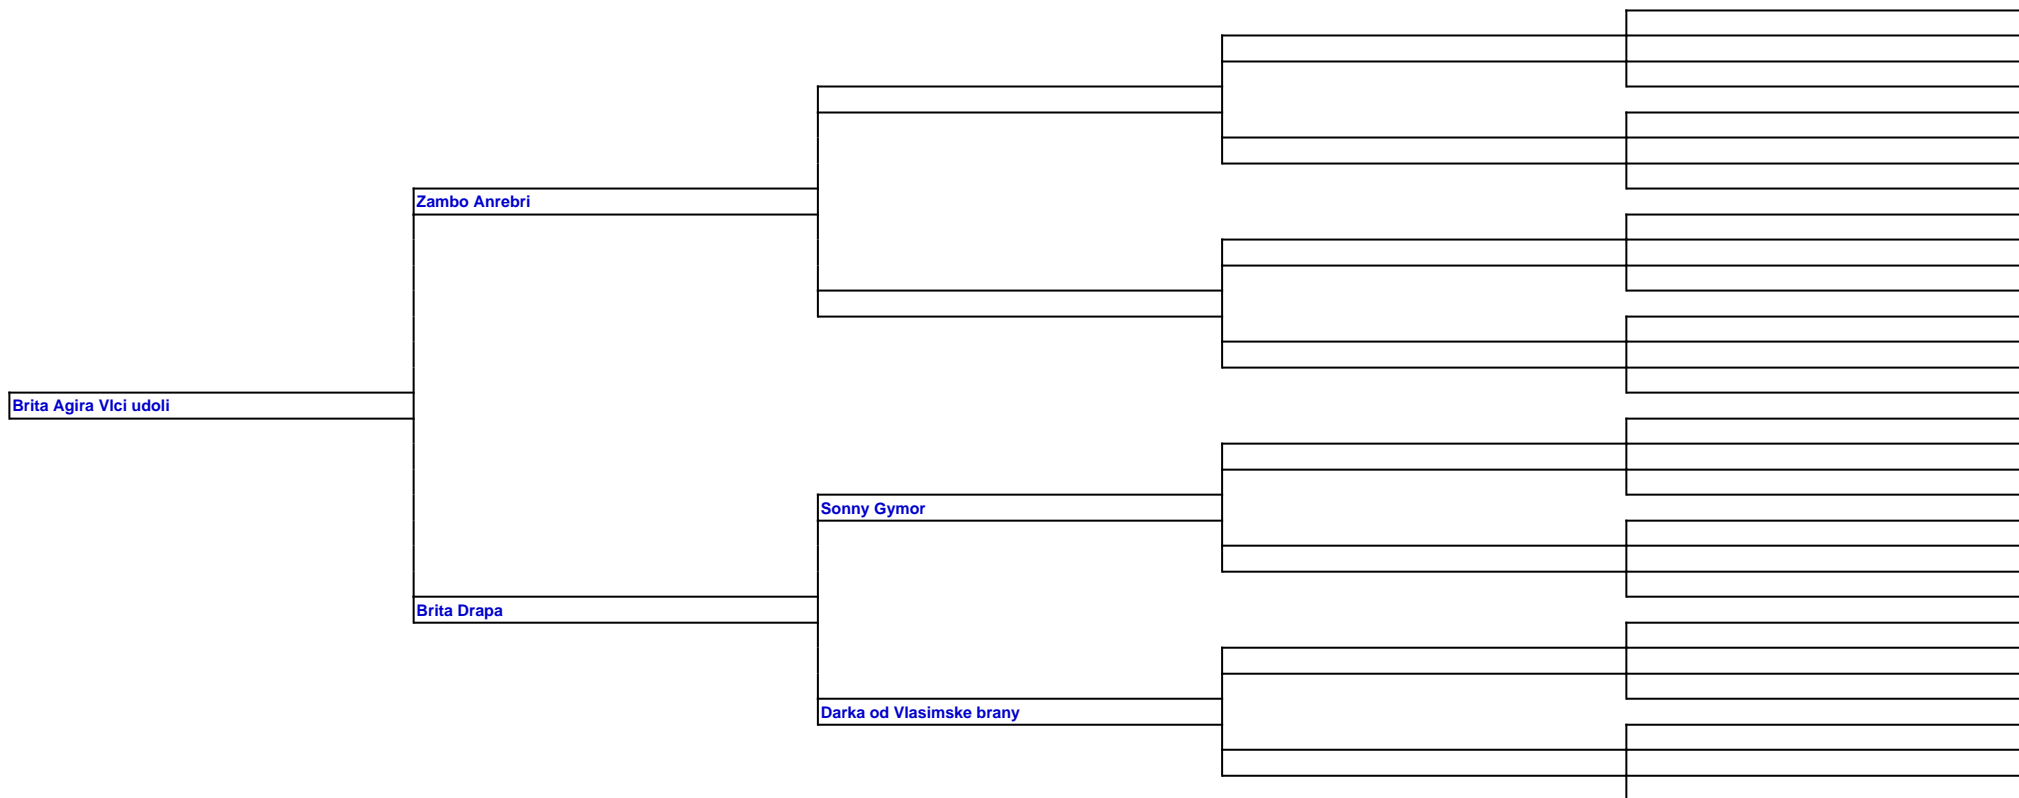 Zambo Anrebri
Brita Agira Vlci udoli
Sonny Gymor
Brita Drapa
Darka od Vlasimske brany